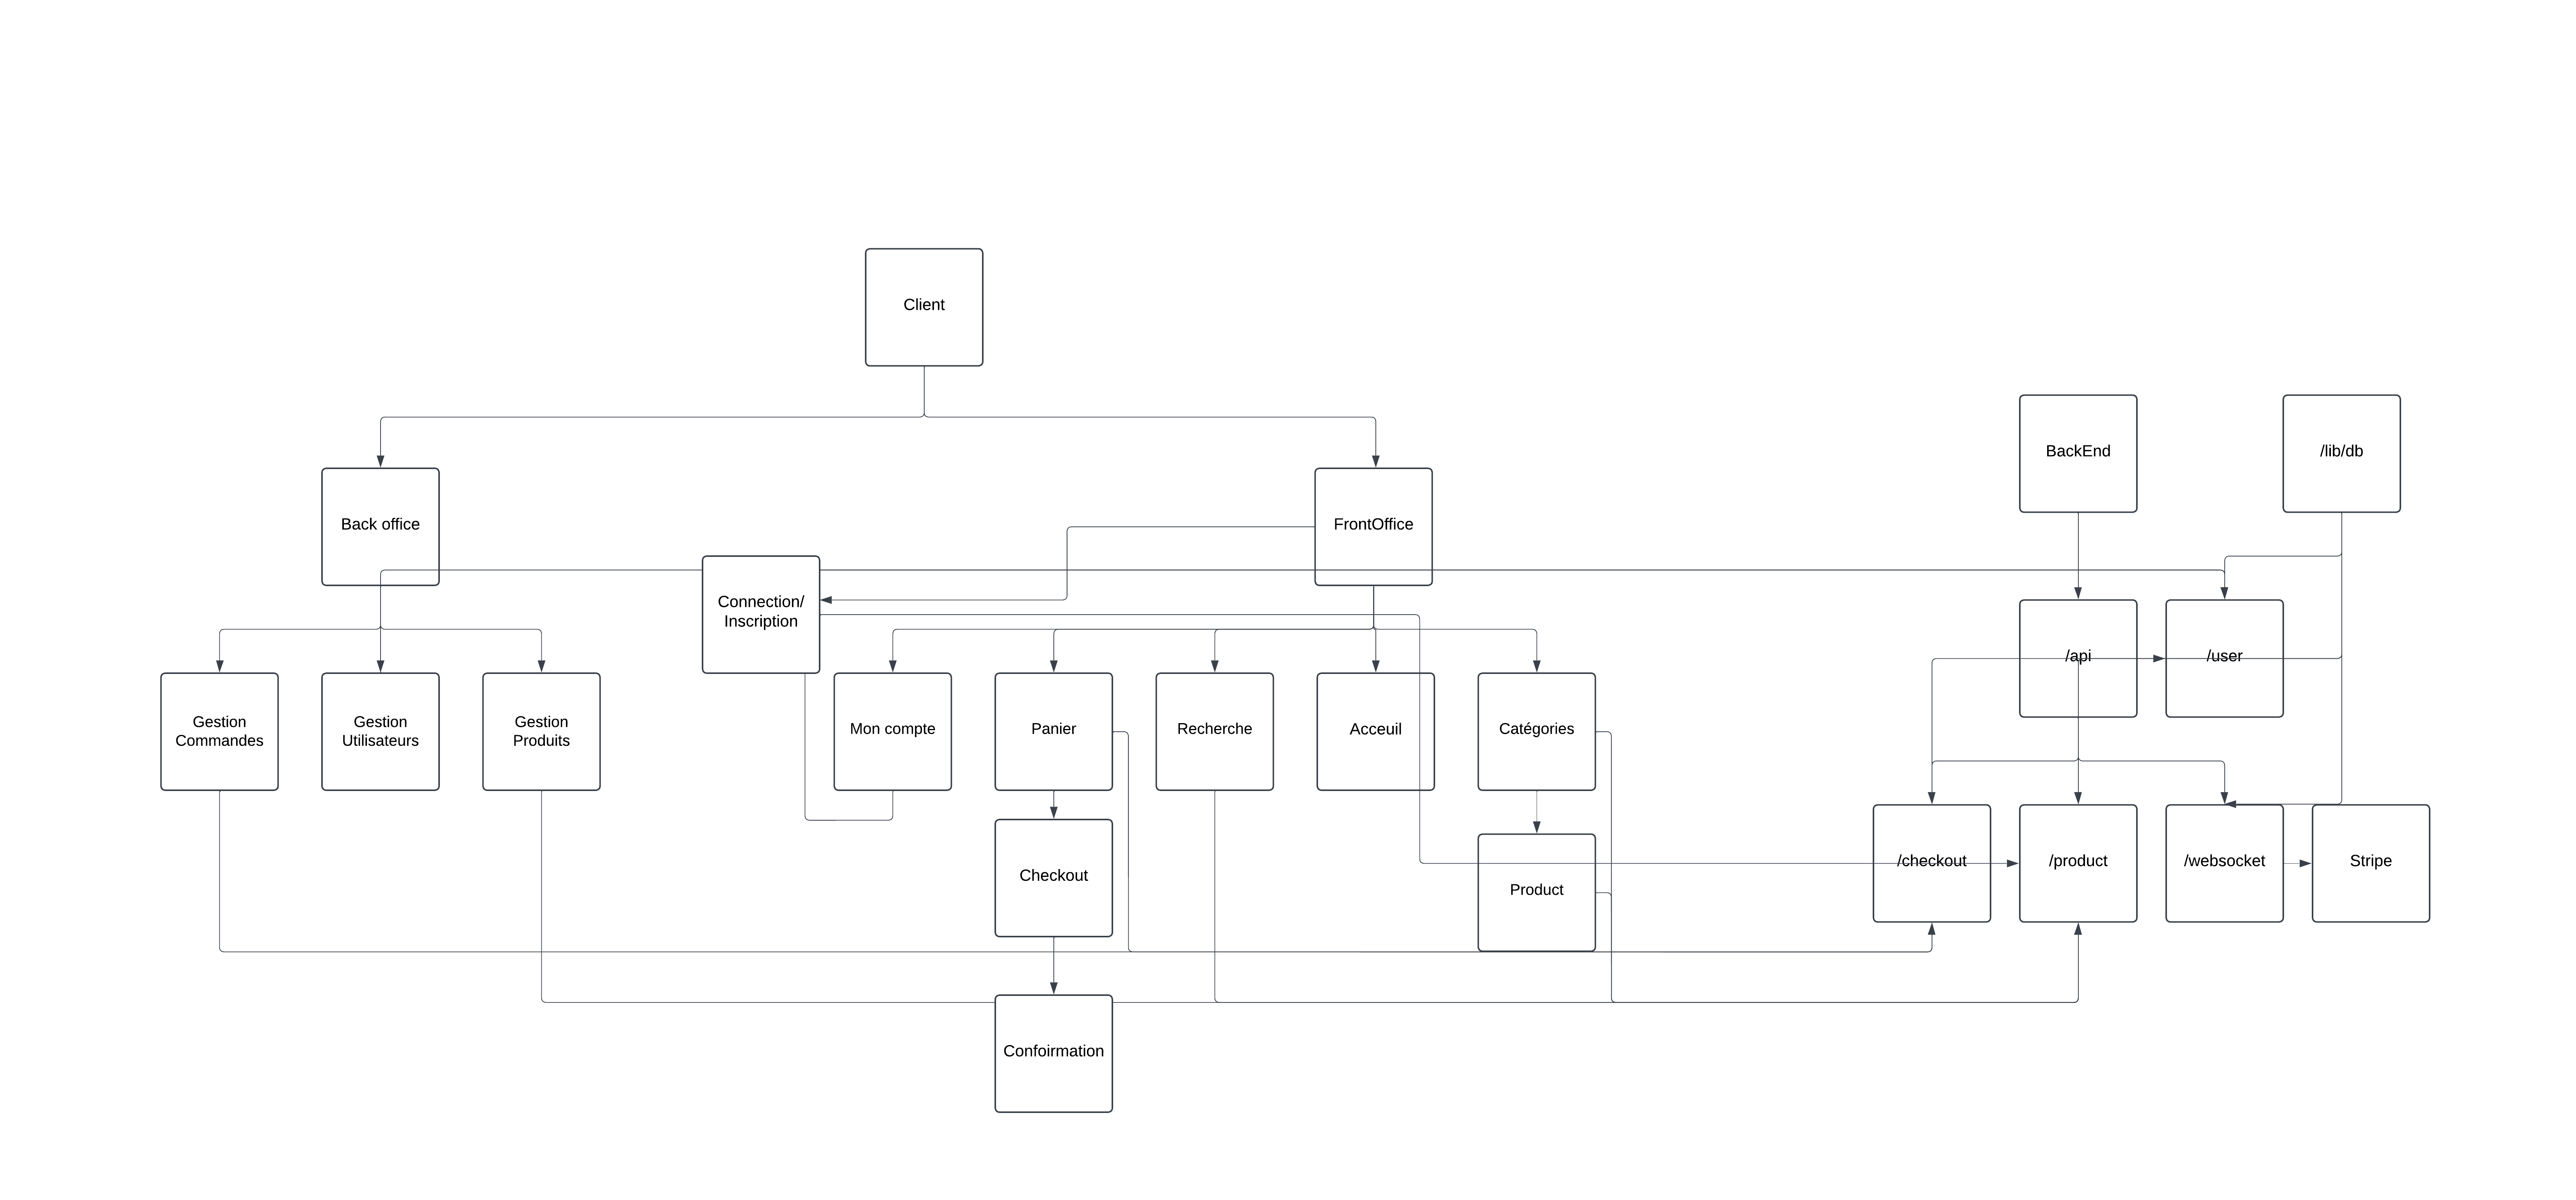 Client
BackEnd
/lib/db
Back office
FrontOffice
Connection/
Inscription
/api
/user
Gestion
Commandes
Gestion
Utilisateurs
Gestion
Produits
Mon compte
Panier
Recherche
Acceuil
Catégories
Checkout
Product
/checkout
/product
/websocket
Stripe
Confoirmation